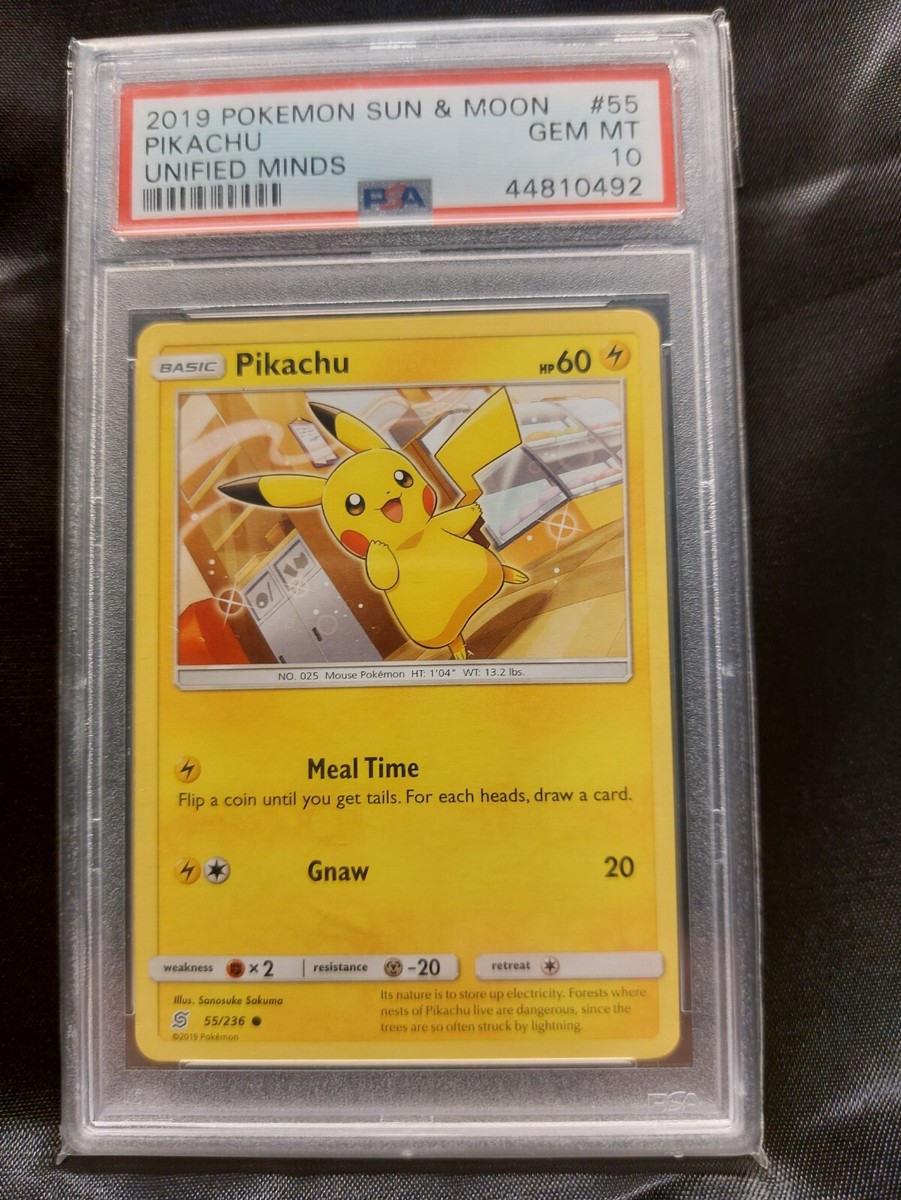 2019 POKEMON SUN & MOON #55
PIKACHU GEM MT
UNIFIED MINDS 10
PSA 44810492
BASIC Pikachu HP60
NO. 025 Mouse Pokémon HT: 1'04" WT: 13.2 lbs.
Meal Time
Flip a coin until you get tails. For each heads, draw a card.
Gnaw 20
weakness ×2 resistance -20 retreat
Illus. Sanosuke Sakuma
55/236
©2019 Pokémon
Its nature is to store up electricity. Forests where
nests of Pikachu live are dangerous, since the
trees are so often struck by lightning.
PSA